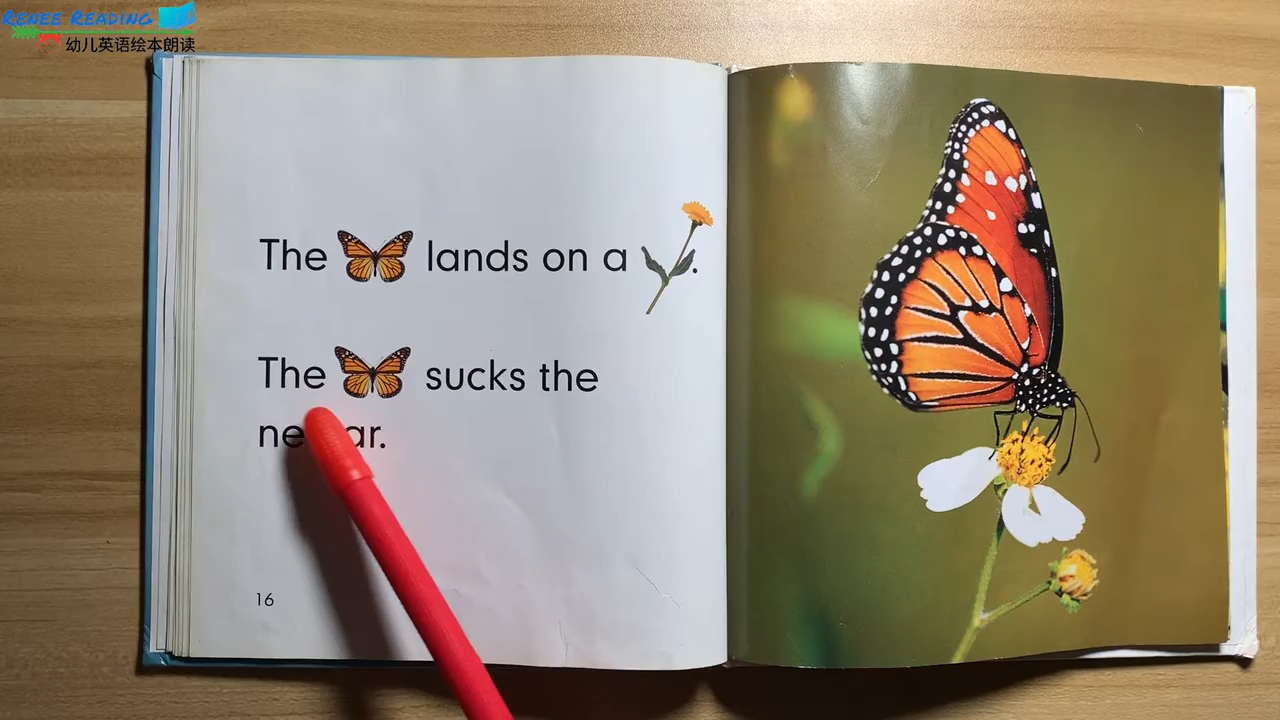 RENEE READING
幼儿英语绘本朗读
The lands on a .
The sucks the
16